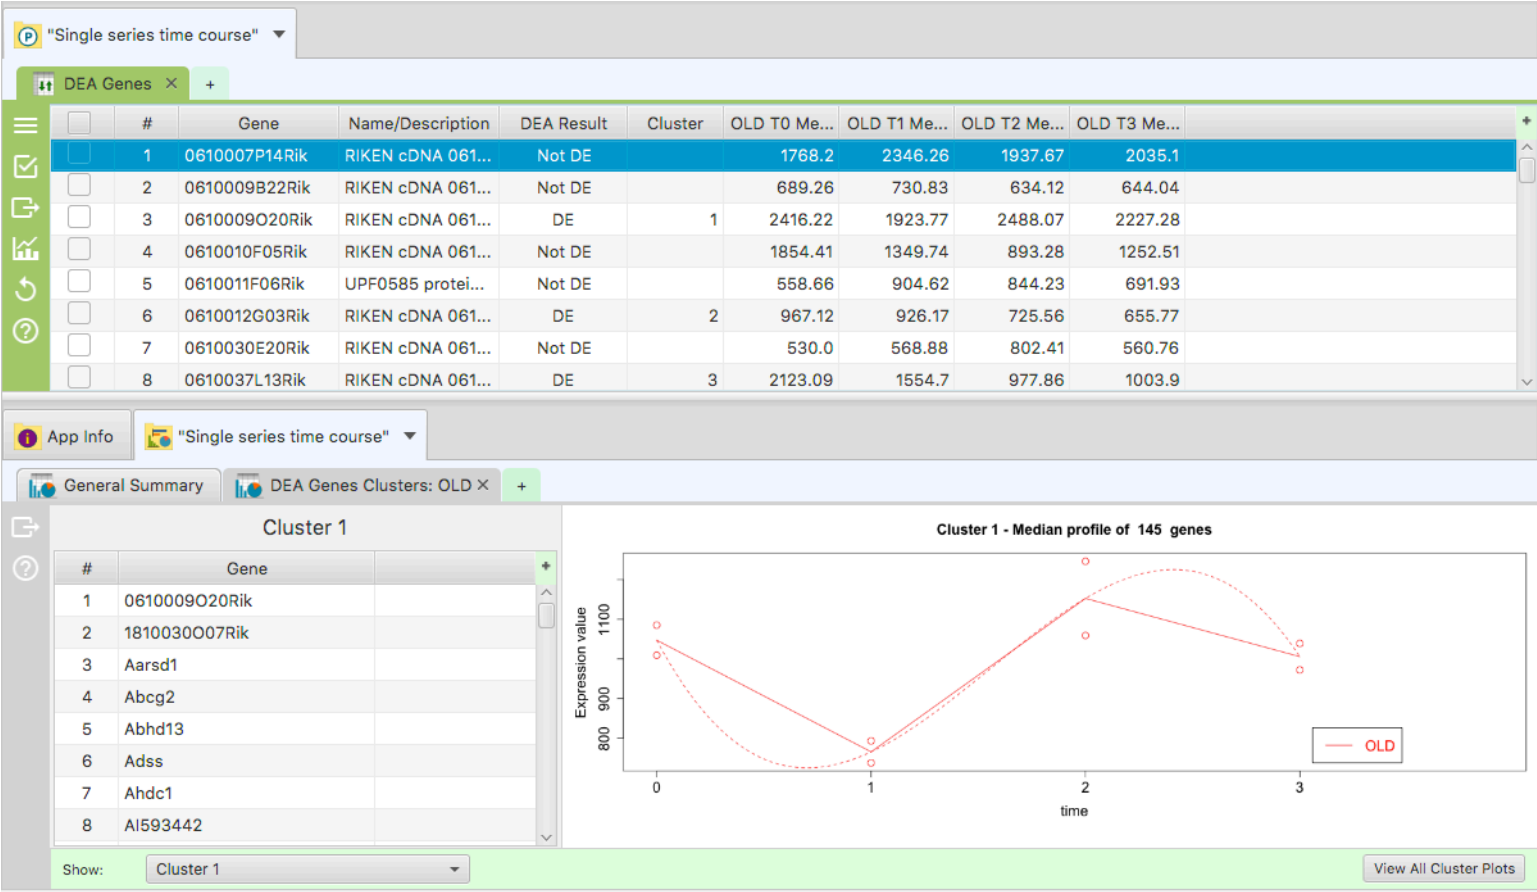 P "Single series time course"
DEA Genes × +
# Gene Name/Description DEA Result Cluster OLD T0 Me... OLD T1 Me... OLD T2 Me... OLD T3 Me... +
1 0610007P14Rik RIKEN cDNA 061... Not DE 1768.2 2346.26 1937.67 2035.1
2 0610009B22Rik RIKEN cDNA 061... Not DE 689.26 730.83 634.12 644.04
3 0610009O20Rik RIKEN cDNA 061... DE 1 2416.22 1923.77 2488.07 2227.28
4 0610010F05Rik RIKEN cDNA 061... Not DE 1854.41 1349.74 893.28 1252.51
5 0610011F06Rik UPF0585 protei... Not DE 558.66 904.62 844.23 691.93
6 0610012G03Rik RIKEN cDNA 061... DE 2 967.12 926.17 725.56 655.77
7 0610030E20Rik RIKEN cDNA 061... Not DE 530.0 568.88 802.41 560.76
8 0610037L13Rik RIKEN cDNA 061... DE 3 2123.09 1554.7 977.86 1003.9
App Info "Single series time course"
General Summary DEA Genes Clusters: OLD × +
Cluster 1
# Gene +
1 0610009O20Rik
2 1810030O07Rik
3 Aarsd1
4 Abcg2
5 Abhd13
6 Adss
7 Ahdc1
8 AI593442
Cluster 1 - Median profile of 145 genes
Expression value
1100
900
800
OLD
0 1 2 3
time
Show: Cluster 1 View All Cluster Plots